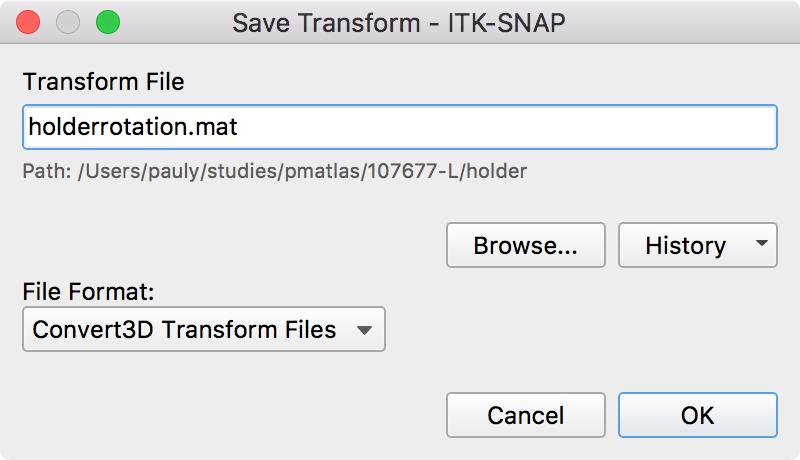 Save Transform - ITK-SNAP
Transform File
holderrotation.mat
Path: /Users/pauly/studies/pmatlas/107677-L/holder
Browse... History
File Format:
Convert3D Transform Files
Cancel OK